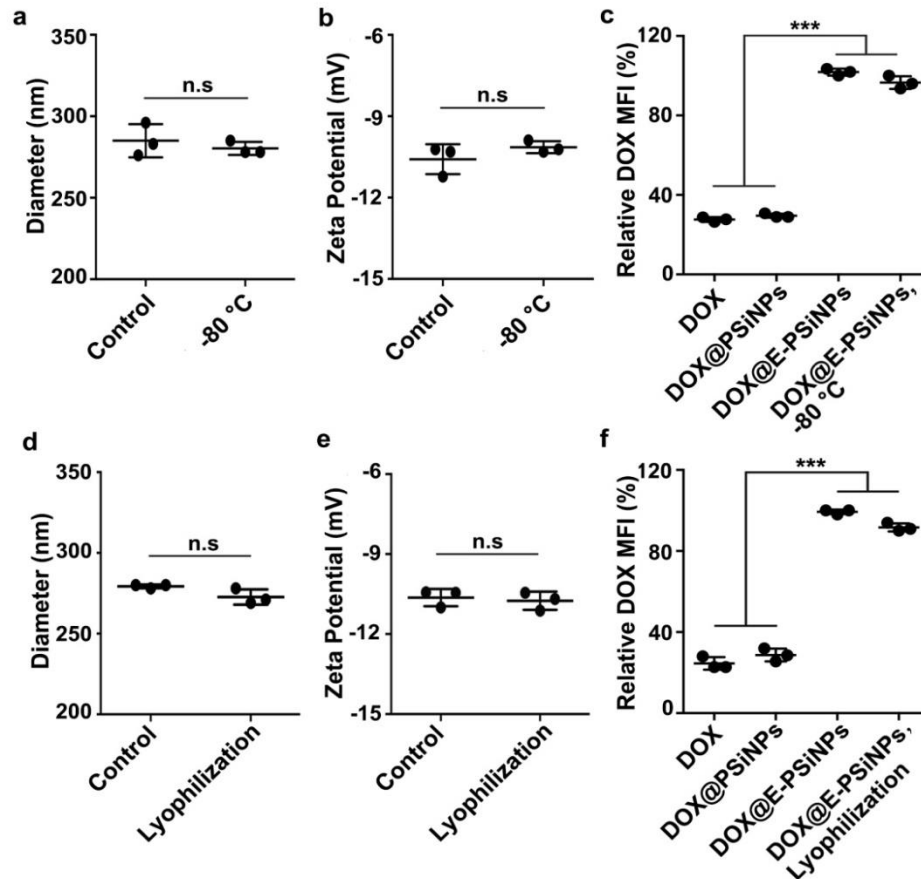 a
350
300
250
200
Diameter (nm)
n.s
Control
-80 °C
b
-6
-9
-12
-15
Zeta Potential (mV)
n.s
Control
-80 °C
c
120
80
40
0
Relative DOX MFI (%)
***
DOX
DOX@PSiNPs
DOX@E-PSiNPs
DOX@E-PSiNPs,
-80 °C
d
350
300
250
200
Diameter (nm)
n.s
Control
Lyophilization
e
-6
-9
-12
-15
Zeta Potential (mV)
n.s
Control
Lyophilization
f
120
80
40
0
Relative DOX MFI (%)
***
DOX
DOX@PSiNPs
DOX@E-PSiNPs
DOX@E-PSiNPs,
Lyophilization